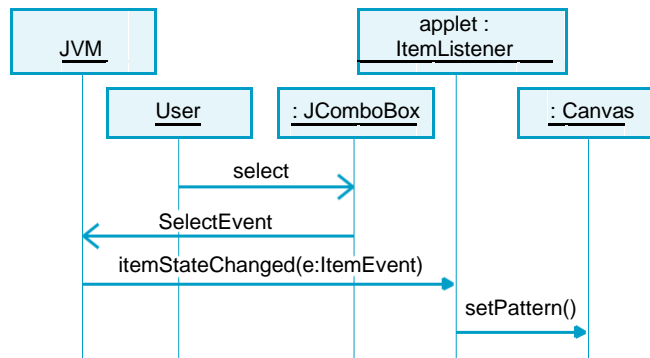 JVM
applet :
ItemListener
User
: JComboBox
: Canvas
select
SelectEvent
itemStateChanged(e:ItemEvent)
setPattern()